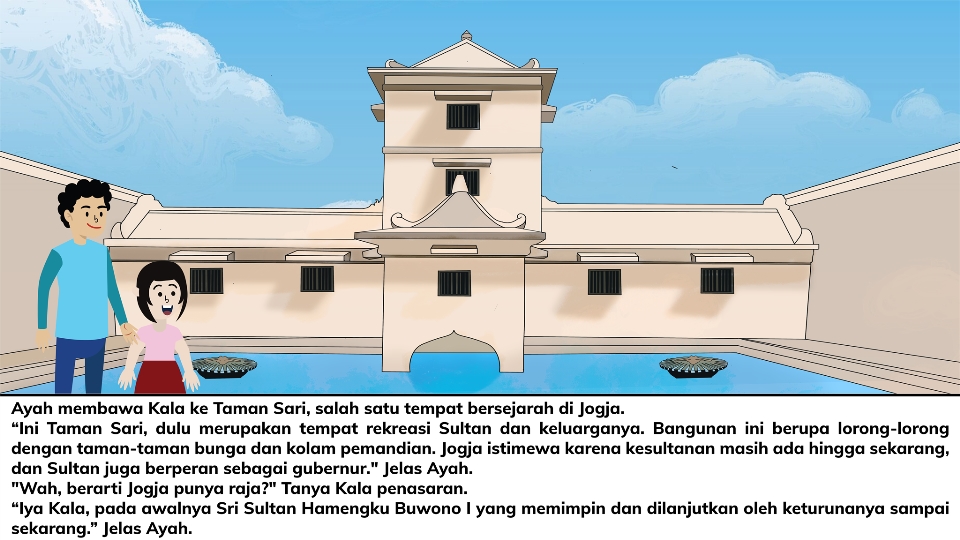 Ayah membawa Kala ke Taman Sari, salah satu tempat bersejarah di Jogja.
“Ini Taman Sari, dulu merupakan tempat rekreasi Sultan dan keluarganya. Bangunan ini berupa lorong-lorong
dengan taman-taman bunga dan kolam pemandian. Jogja istimewa karena kesultanan masih ada hingga sekarang,
dan Sultan juga berperan sebagai gubernur." Jelas Ayah.
"Wah, berarti Jogja punya raja?" Tanya Kala penasaran.
“Iya Kala, pada awalnya Sri Sultan Hamengku Buwono I yang memimpin dan dilanjutkan oleh keturunanya sampai
sekarang.” Jelas Ayah.